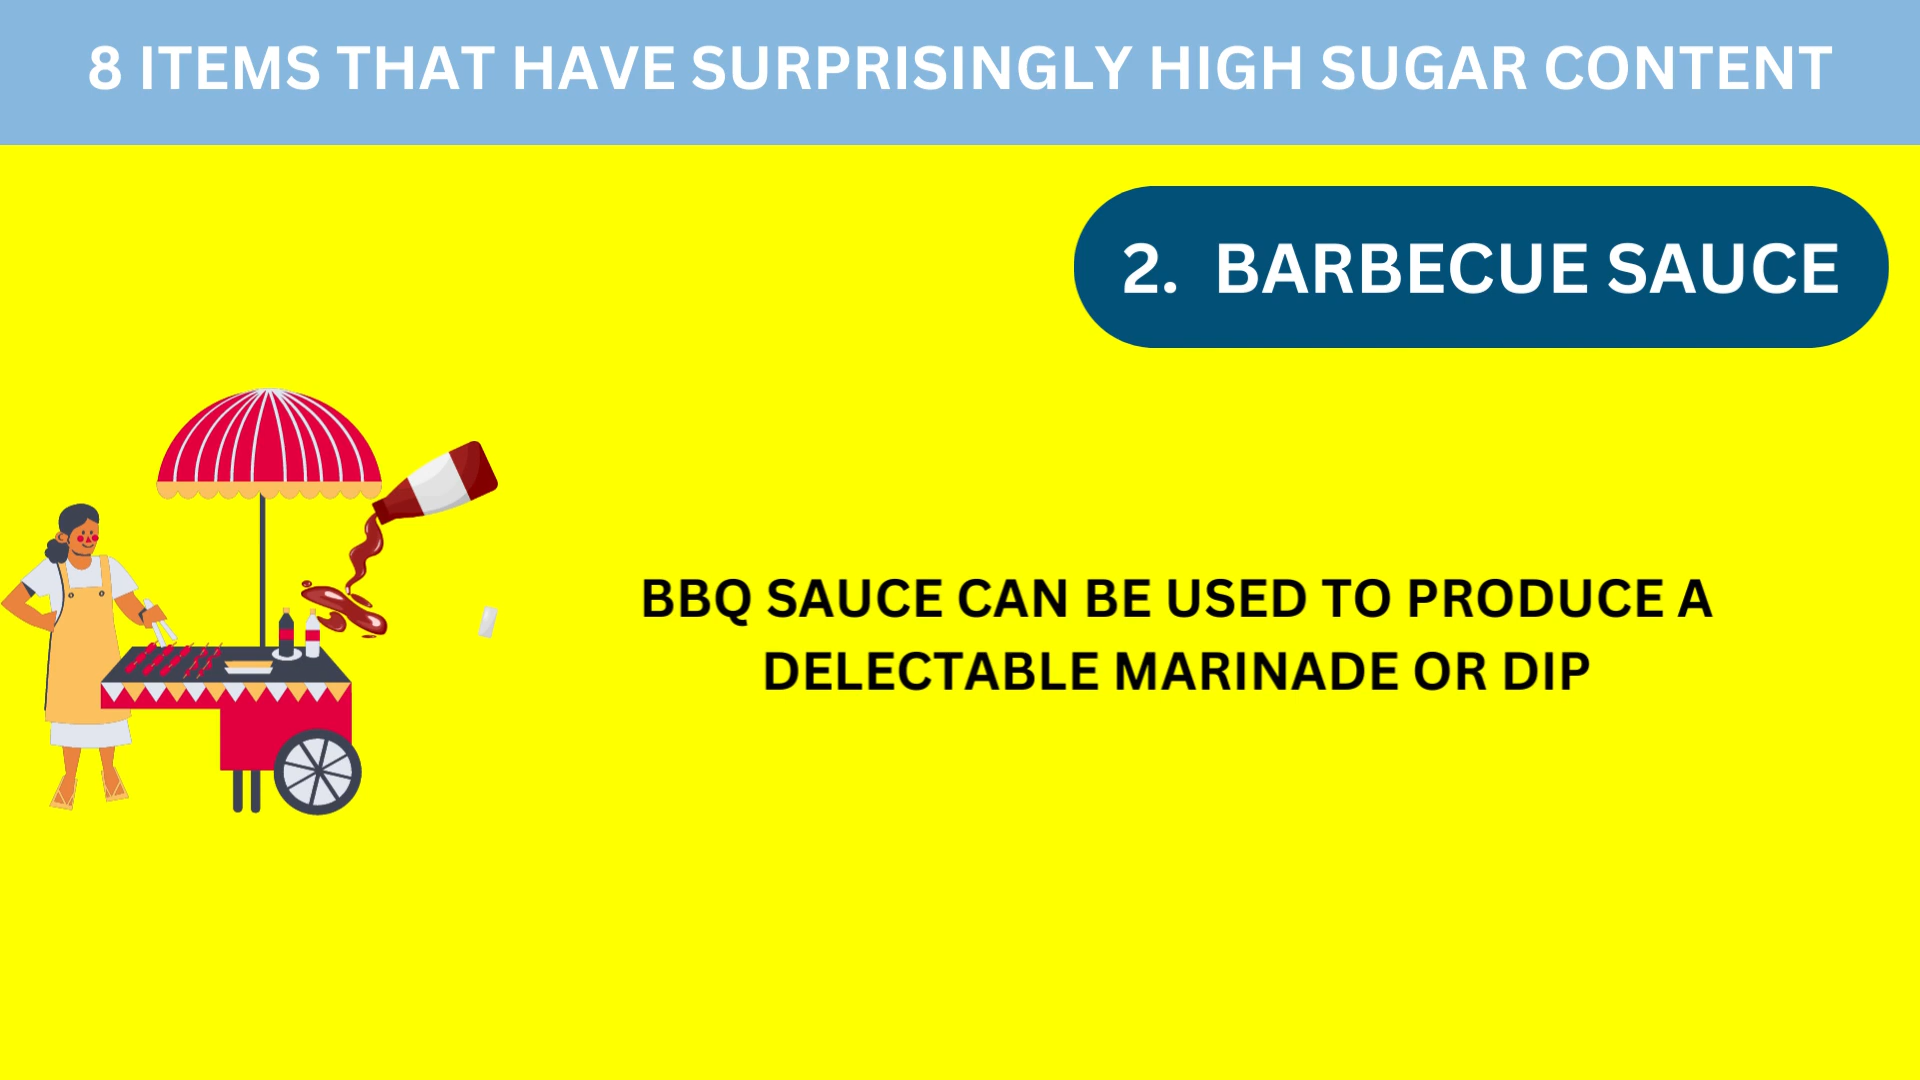 8 ITEMS THAT HAVE SURPRISINGLY HIGH SUGAR CONTENT
2. BARBECUE SAUCE
BBQ SAUCE CAN BE USED TO PRODUCE A
DELECTABLE MARINADE OR DIP